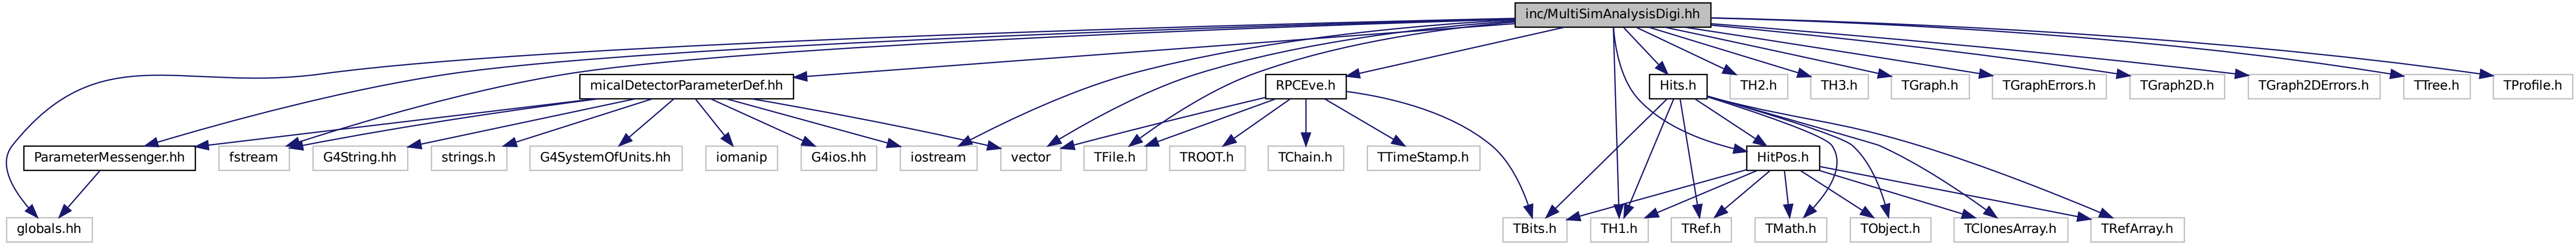 inc/MultiSimAnalysisDigi.hh
micalDetectorParameterDef.hh
RPCEve.h
Hits.h
TH2.h
TH3.h
TGraph.h
TGraphErrors.h
TGraph2D.h
TGraph2DErrors.h
TTree.h
TProfile.h
ParameterMessenger.hh
fstream
G4String.hh
strings.h
G4SystemOfUnits.hh
iomanip
G4ios.hh
iostream
vector
TFile.h
TROOT.h
TChain.h
TTimeStamp.h
HitPos.h
globals.hh
TBits.h
TH1.h
TRef.h
TMath.h
TObject.h
TClonesArray.h
TRefArray.h